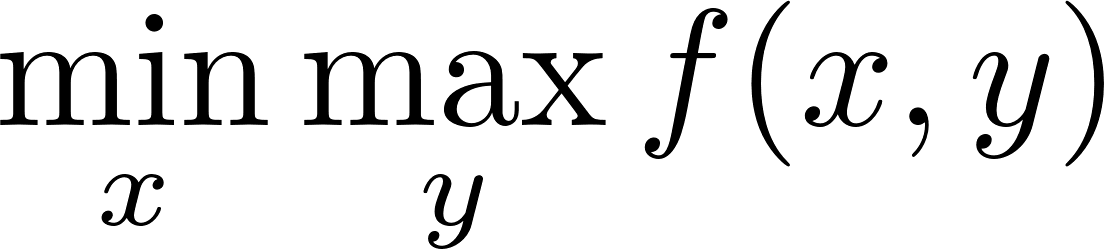 min max f(x, y)
x y